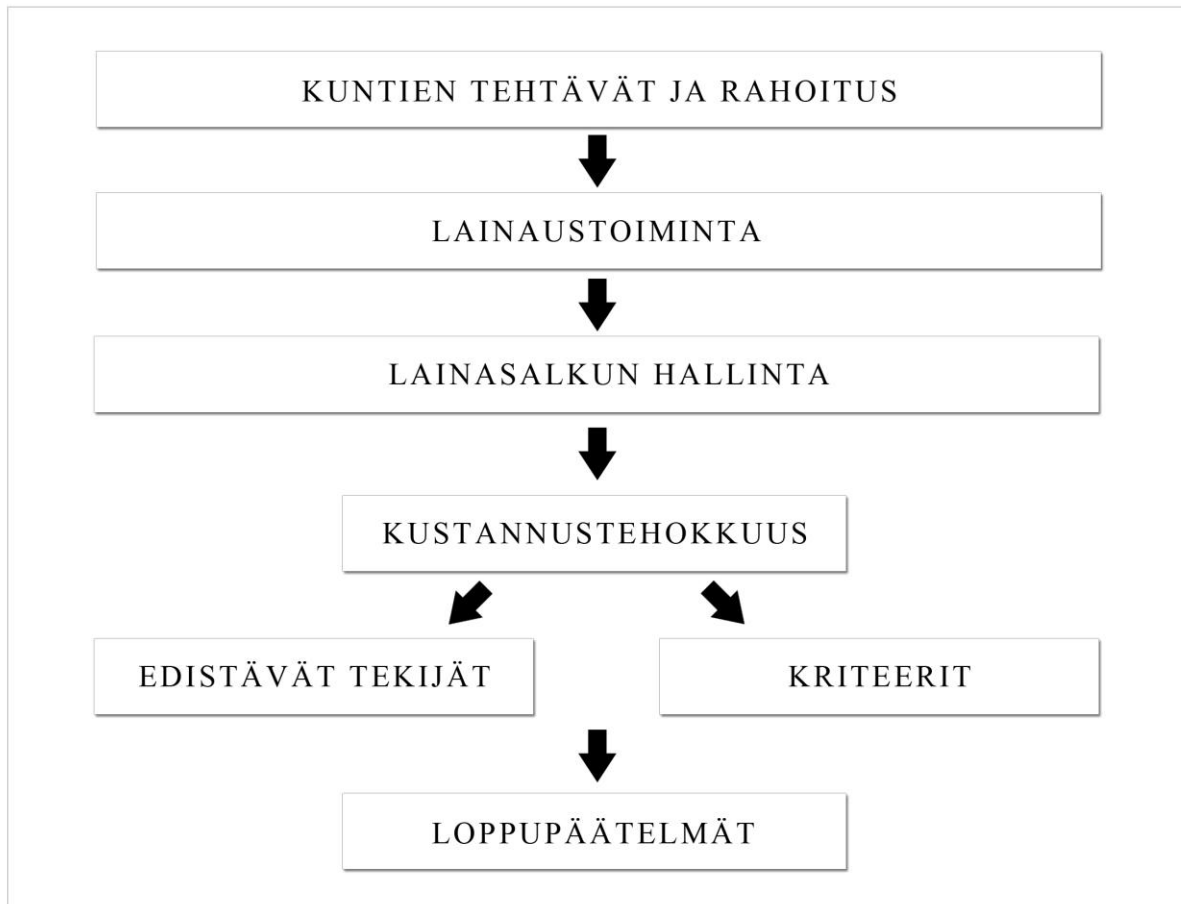 KUNTIEN TEHTÄVÄT JA RAHOITUS
LAINAUSTOIMINTA
LAINASALKUN HALLINTA
KUSTANNUSTEHOKKUUS
EDISTÄVÄT TEKIJÄT
KRITEERIT
LOPPUPÄÄTELMÄT